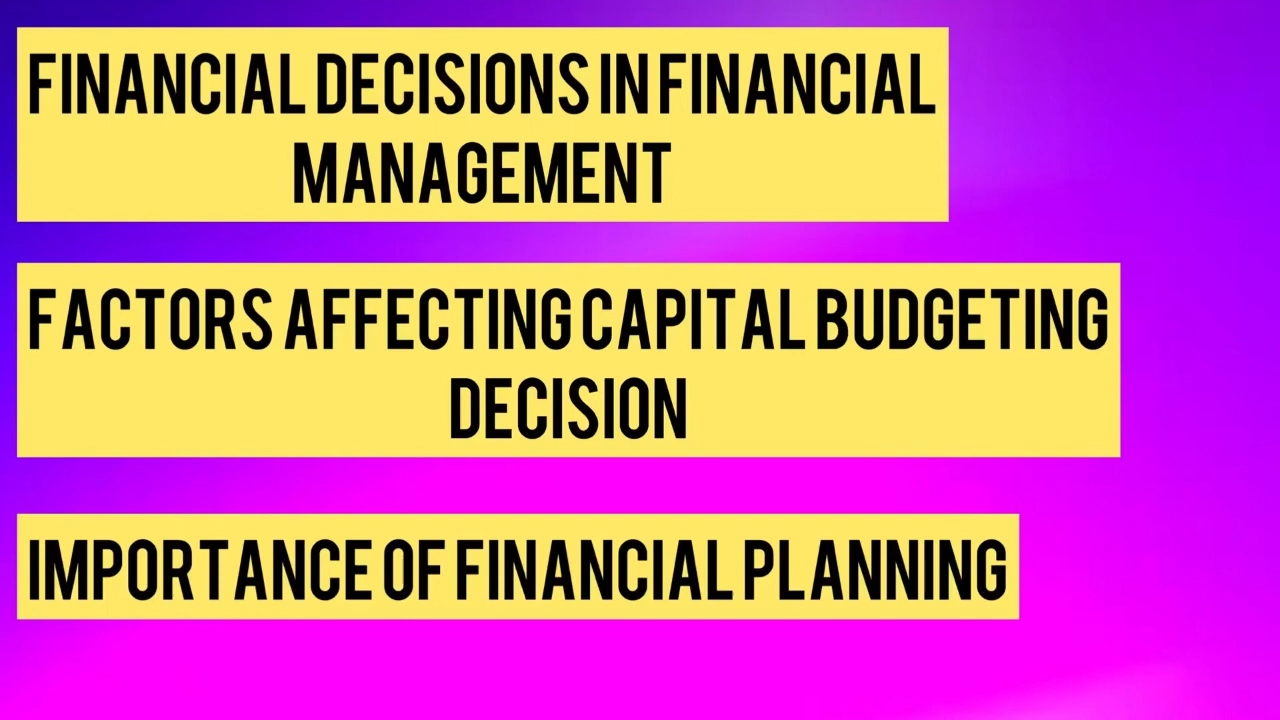 FINANCIAL DECISIONS IN FINANCIAL
MANAGEMENT
FACTORS AFFECTING CAPITAL BUDGETING
DECISION
IMPORTANCE OF FINANCIAL PLANNING